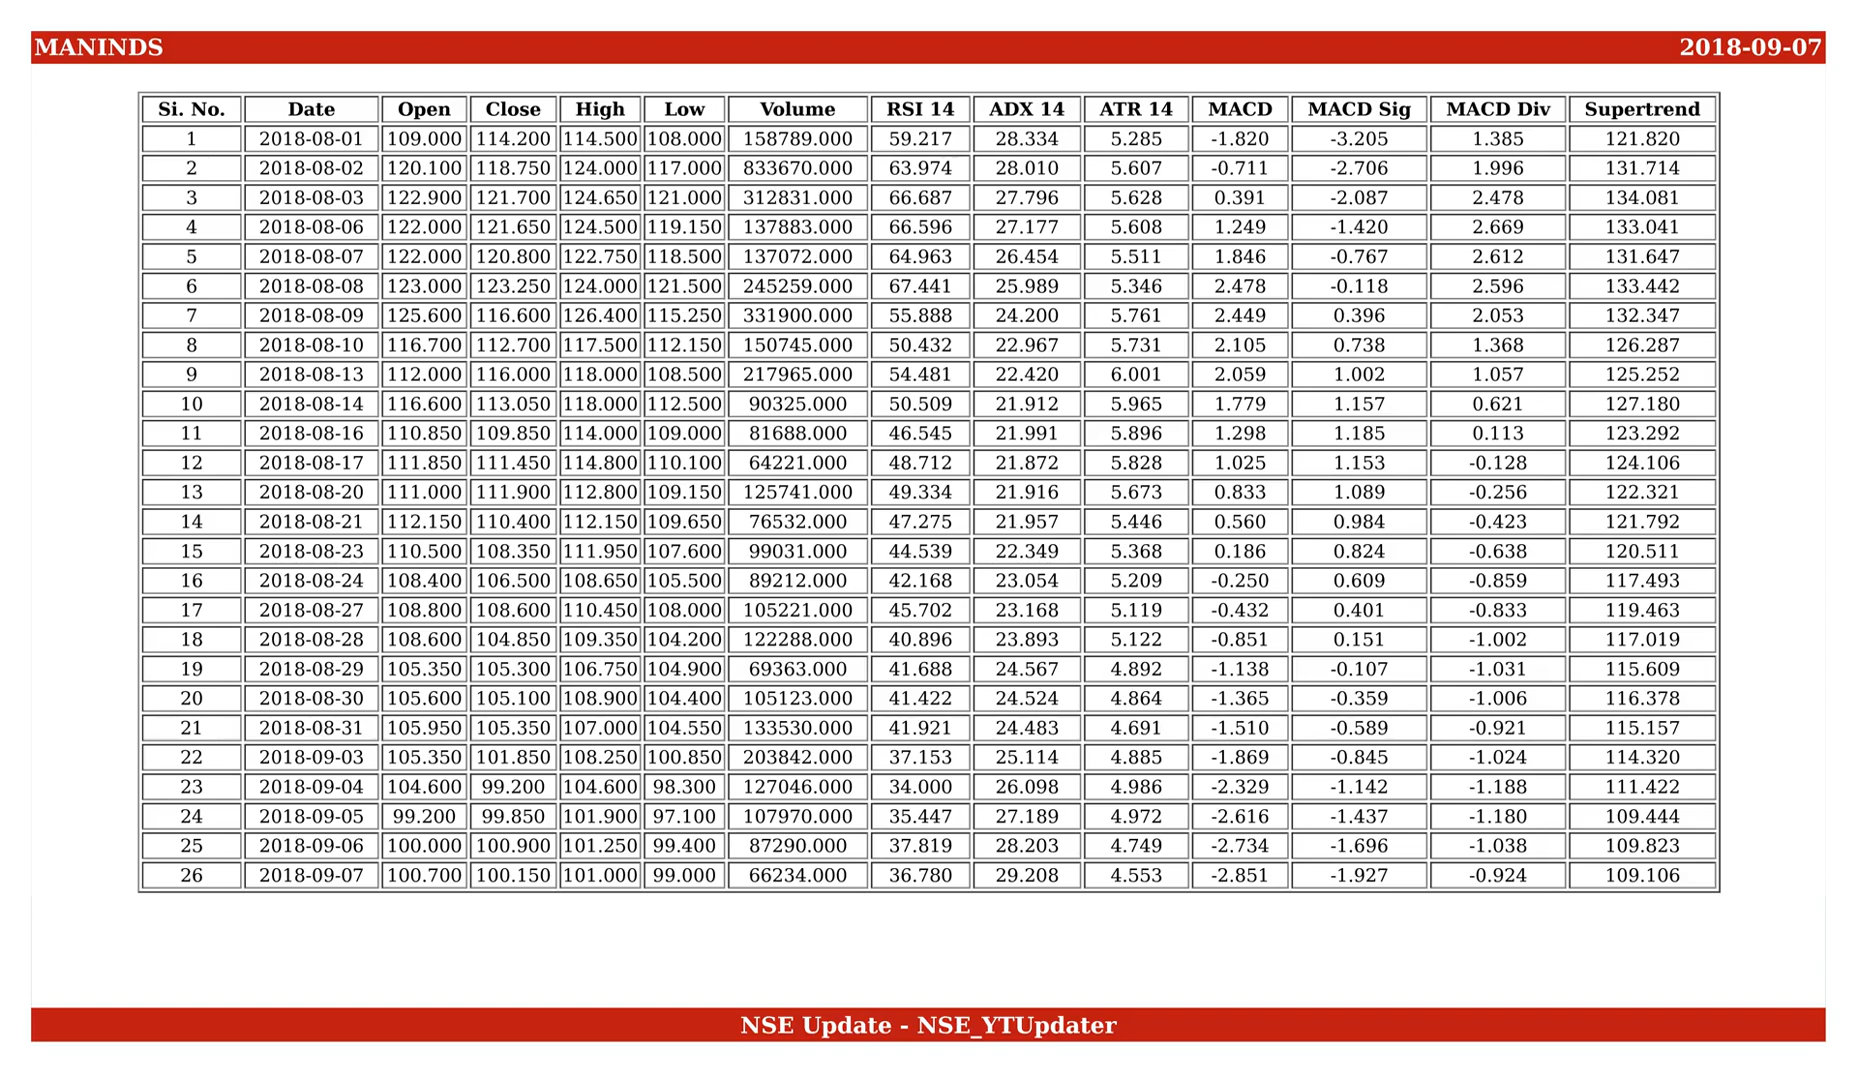 MANINDS 2018-09-07
Si. No. Date Open Close High Low Volume RSI 14 ADX 14 ATR 14 MACD MACD Sig MACD Div Supertrend
1 2018-08-01 109.000 114.200 114.500 108.000 158789.000 59.217 28.334 5.285 -1.820 -3.205 1.385 121.820
2 2018-08-02 120.100 118.750 124.000 117.000 833670.000 63.974 28.010 5.607 -0.711 -2.706 1.996 131.714
3 2018-08-03 122.900 121.700 124.650 121.000 312831.000 66.687 27.796 5.628 0.391 -2.087 2.478 134.081
4 2018-08-06 122.000 121.650 124.500 119.150 137883.000 66.596 27.177 5.608 1.249 -1.420 2.669 133.041
5 2018-08-07 122.000 120.800 122.750 118.500 137072.000 64.963 26.454 5.511 1.846 -0.767 2.612 131.647
6 2018-08-08 123.000 123.250 124.000 121.500 245259.000 67.441 25.989 5.346 2.478 -0.118 2.596 133.442
7 2018-08-09 125.600 116.600 126.400 115.250 331900.000 55.888 24.200 5.761 2.449 0.396 2.053 132.347
8 2018-08-10 116.700 112.700 117.500 112.150 150745.000 50.432 22.967 5.731 2.105 0.738 1.368 126.287
9 2018-08-13 112.000 116.000 118.000 108.500 217965.000 54.481 22.420 6.001 2.059 1.002 1.057 125.252
10 2018-08-14 116.600 113.050 118.000 112.500 90325.000 50.509 21.912 5.965 1.779 1.157 0.621 127.180
11 2018-08-16 110.850 109.850 114.000 109.000 81688.000 46.545 21.991 5.896 1.298 1.185 0.113 123.292
12 2018-08-17 111.850 111.450 114.800 110.100 64221.000 48.712 21.872 5.828 1.025 1.153 -0.128 124.106
13 2018-08-20 111.000 111.900 112.800 109.150 125741.000 49.334 21.916 5.673 0.833 1.089 -0.256 122.321
14 2018-08-21 112.150 110.400 112.150 109.650 76532.000 47.275 21.957 5.446 0.560 0.984 -0.423 121.792
15 2018-08-23 110.500 108.350 111.950 107.600 99031.000 44.539 22.349 5.368 0.186 0.824 -0.638 120.511
16 2018-08-24 108.400 106.500 108.650 105.500 89212.000 42.168 23.054 5.209 -0.250 0.609 -0.859 117.493
17 2018-08-27 108.800 108.600 110.450 108.000 105221.000 45.702 23.168 5.119 -0.432 0.401 -0.833 119.463
18 2018-08-28 108.600 104.850 109.350 104.200 122288.000 40.896 23.893 5.122 -0.851 0.151 -1.002 117.019
19 2018-08-29 105.350 105.300 106.750 104.900 69363.000 41.688 24.567 4.892 -1.138 -0.107 -1.031 115.609
20 2018-08-30 105.600 105.100 108.900 104.400 105123.000 41.422 24.524 4.864 -1.365 -0.359 -1.006 116.378
21 2018-08-31 105.950 105.350 107.000 104.550 133530.000 41.921 24.483 4.691 -1.510 -0.589 -0.921 115.157
22 2018-09-03 105.350 101.850 108.250 100.850 203842.000 37.153 25.114 4.885 -1.869 -0.845 -1.024 114.320
23 2018-09-04 104.600 99.200 104.600 98.300 127046.000 34.000 26.098 4.986 -2.329 -1.142 -1.188 111.422
24 2018-09-05 99.200 99.850 101.900 97.100 107970.000 35.447 27.189 4.972 -2.616 -1.437 -1.180 109.444
25 2018-09-06 100.000 100.900 101.250 99.400 87290.000 37.819 28.203 4.749 -2.734 -1.696 -1.038 109.823
26 2018-09-07 100.700 100.150 101.000 99.000 66234.000 36.780 29.208 4.553 -2.851 -1.927 -0.924 109.106
NSE Update - NSE_YTUpdater